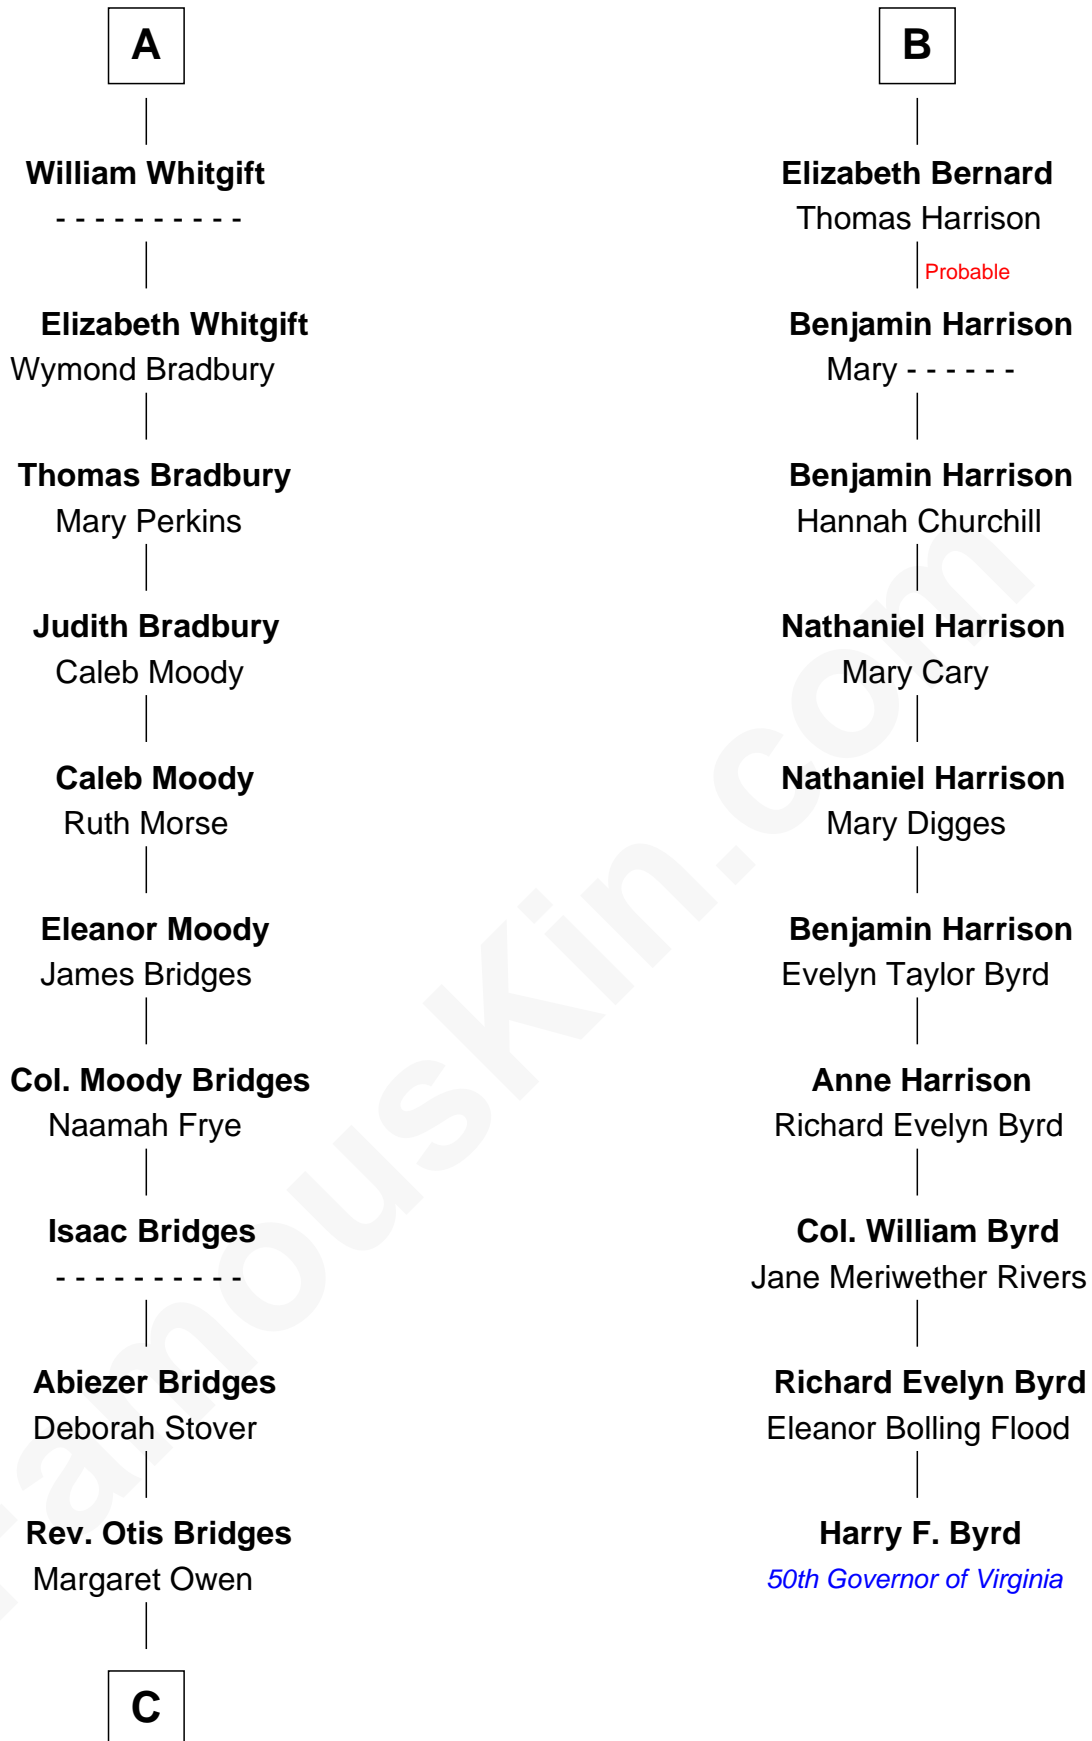 A
William Whitgift
- - - - - - - - - -
Elizabeth Whitgift
Wymond Bradbury
Thomas Bradbury
Mary Perkins
Judith Bradbury
Caleb Moody
Caleb Moody
Ruth Morse
Eleanor Moody
James Bridges
Col. Moody Bridges
Naamah Frye
Isaac Bridges
- - - - - - - - - -
Abiezer Bridges
Deborah Stover
Rev. Otis Bridges
Margaret Owen
C
B
Elizabeth Bernard
Thomas Harrison
Probable
Benjamin Harrison
Mary - - - - - -
Benjamin Harrison
Hannah Churchill
Nathaniel Harrison
Mary Cary
Nathaniel Harrison
Mary Digges
Benjamin Harrison
Evelyn Taylor Byrd
Anne Harrison
Richard Evelyn Byrd
Col. William Byrd
Jane Meriwether Rivers
Richard Evelyn Byrd
Eleanor Bolling Flood
Harry F. Byrd
50th Governor of Virginia
FamousKin.com